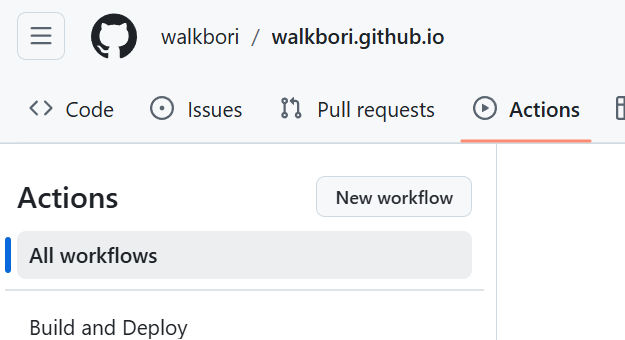 walkbori / walkbori.github.io
Code Issues Pull requests Actions
Actions New workflow
All workflows
Build and Deploy